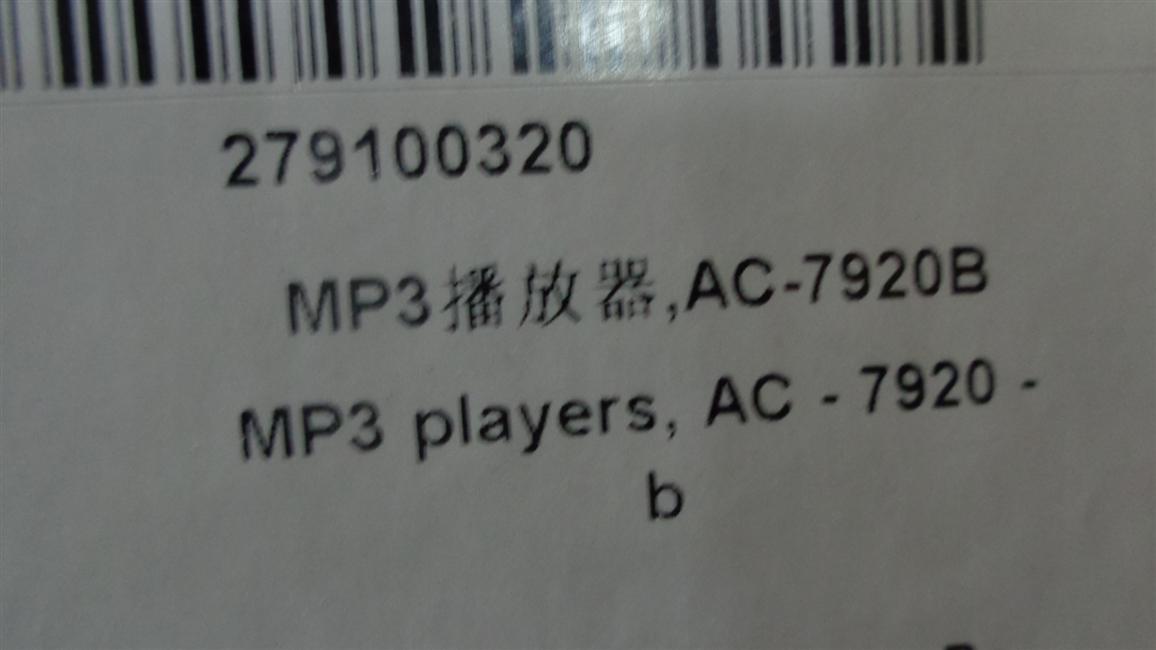 279100320
MP3播放器,AC-7920B
MP3 players, AC - 7920 -
b